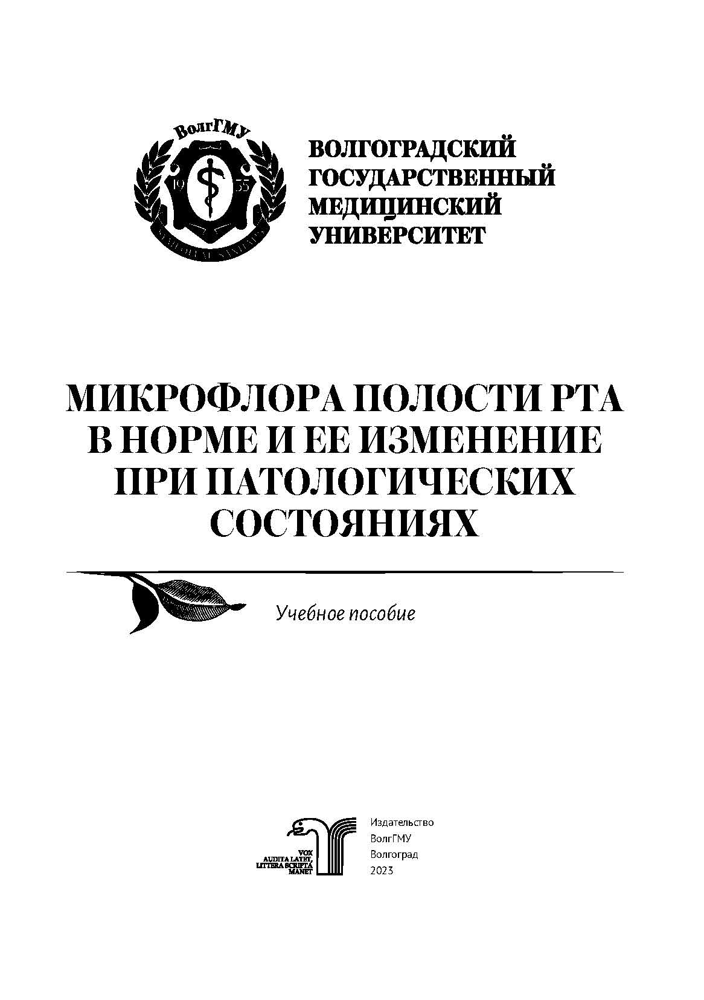 ВолгГМУ
19 35
ВОЛГОГРАДСКИЙ
ГОСУДАРСТВЕННЫЙ
МЕДИЦИНСКИЙ
УНИВЕРСИТЕТ
МИКРОФЛОРА ПОЛОСТИ РТА
В НОРМЕ И ЕЕ ИЗМЕНЕНИЕ
ПРИ ПАТОЛОГИЧЕСКИХ
СОСТОЯНИЯХ
Учебное пособие
VOX
AUDITA LATET,
LITTERA SCRIPTA
MANET
Издательство
ВолгГМУ
Волгоград
2023